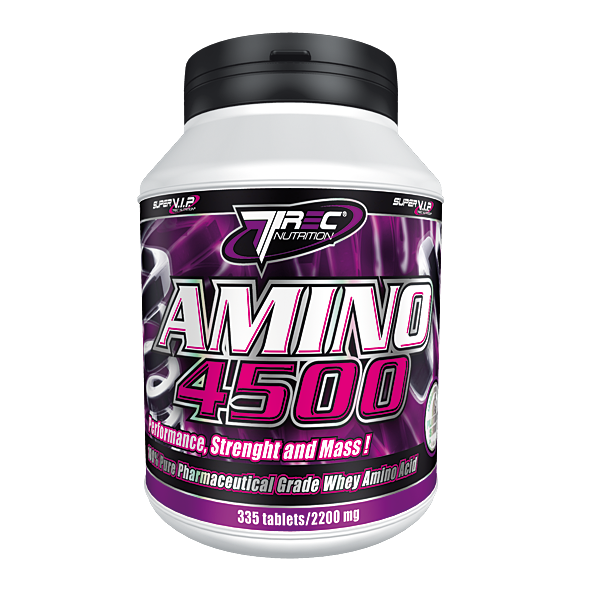 SUPER V.I.P.
SUPER V.I.P.
TREC®
NUTRITION
AMINO
4500
Performance, Strenght and Mass !
Pure Pharmaceutical Grade Whey Amino Acid
335 tablets/2200 mg